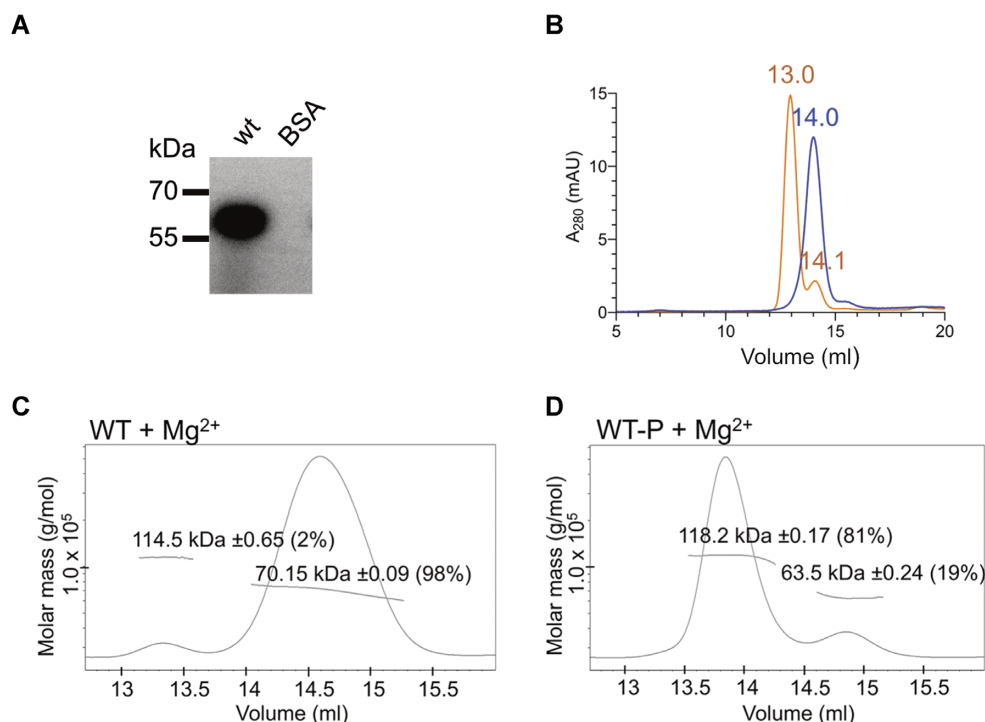 A
wt
BSA
kDa
70
55
B
13.0
14.0
14.1
15
10
5
0
A280 (mAU)
5
10
15
20
Volume (ml)
C
WT + Mg2+
114.5 kDa ±0.65 (2%)
70.15 kDa ±0.09 (98%)
Molar mass (g/mol)
1.0 x 10⁵
13
13.5
14
14.5
15
15.5
Volume (ml)
D
WT-P + Mg2+
118.2 kDa ±0.17 (81%)
63.5 kDa ±0.24 (19%)
Molar mass (g/mol)
1.0 x 10⁵
13
13.5
14
14.5
15
15.5
Volume (ml)